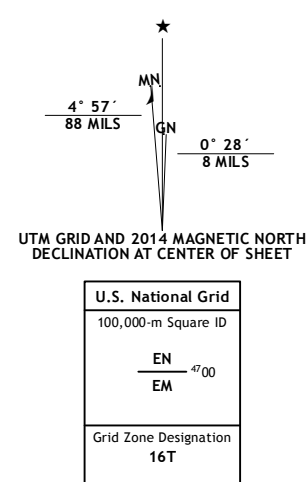 ★
MN
4° 57´
88 MILS
GN
0° 28´
8 MILS
UTM GRID AND 2014 MAGNETIC NORTH
DECLINATION AT CENTER OF SHEET
U.S. National Grid
100,000-m Square ID
EN
⁴⁷00
EM
Grid Zone Designation
16T